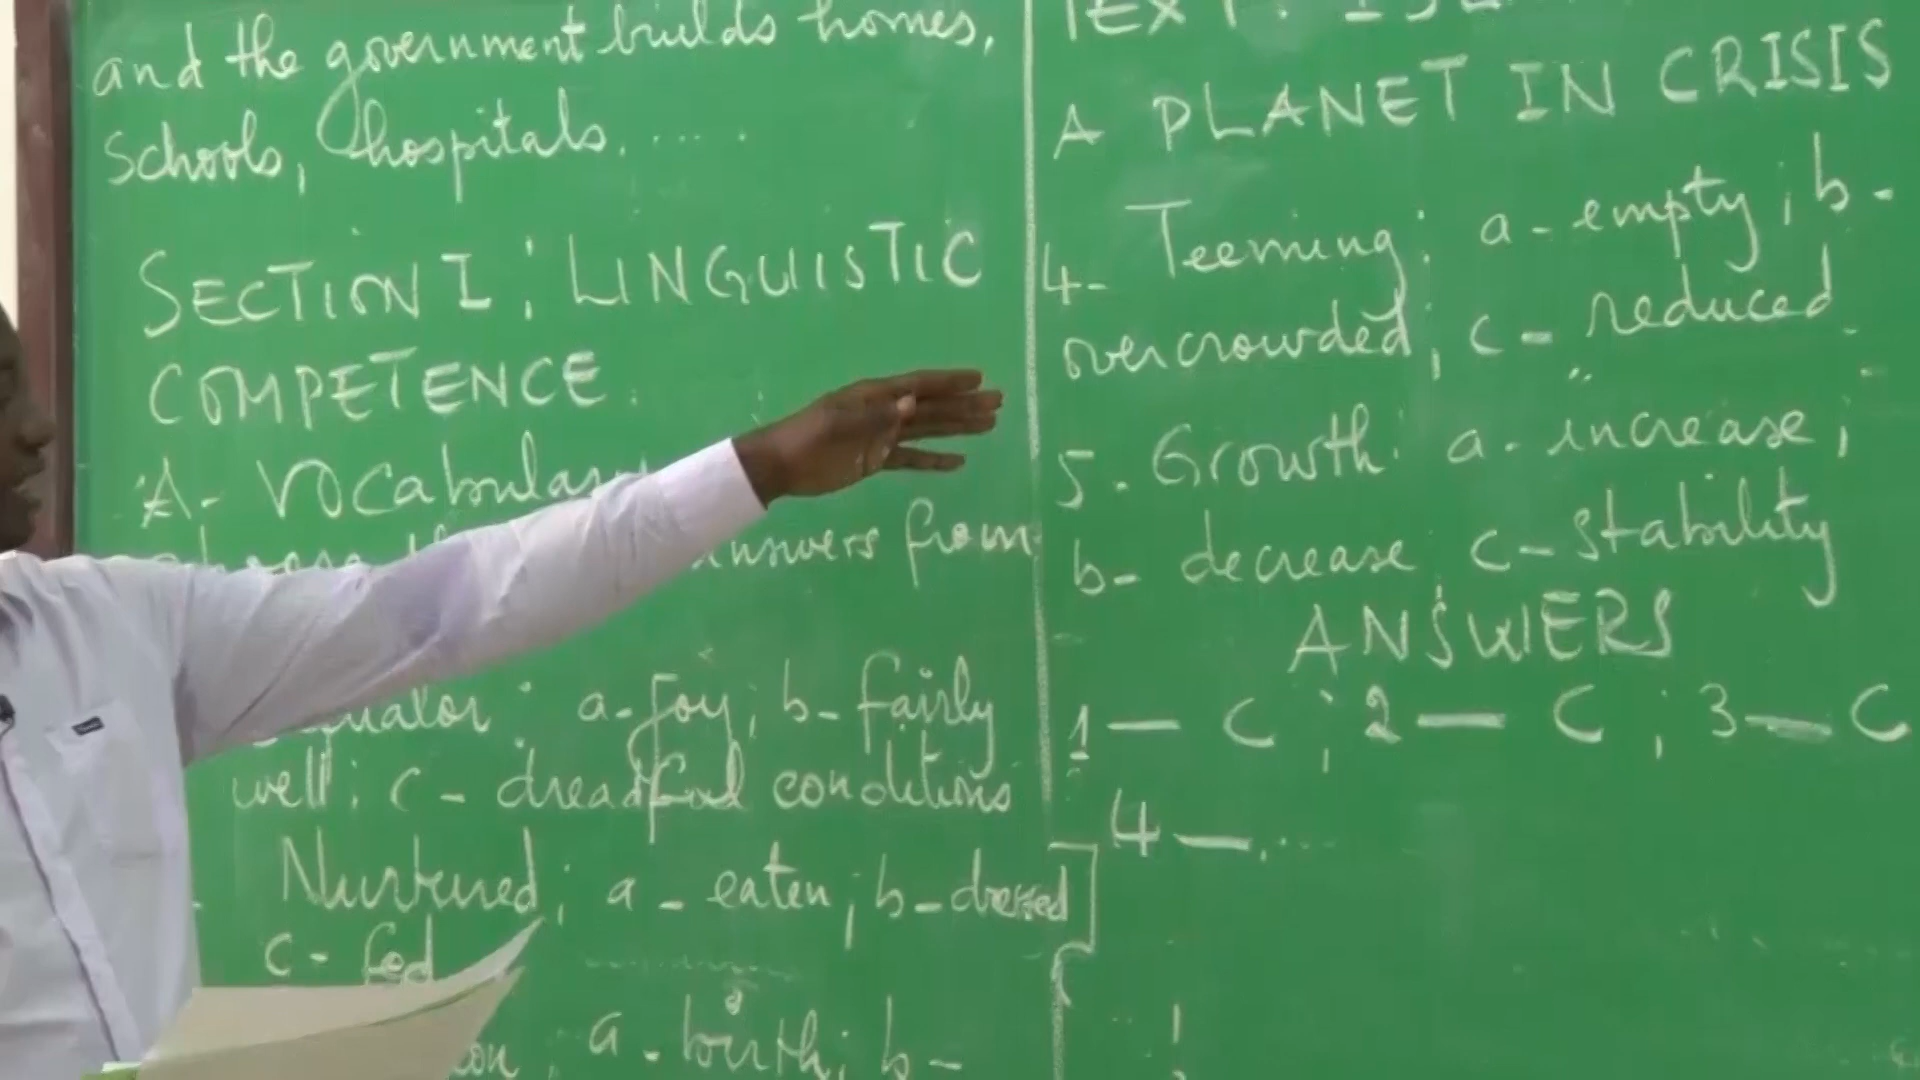 and the government builds homes,
schools, hospitals.....
SECTION I: LINGUISTIC
COMPETENCE.
A- Vocabulary
answers from
: a-Joy; b- fairly
well; c- dreadful conditions
Nurtured; a- eaten; b- dressed
c- fed
a- birth; b-
TEXT:
A PLANET IN CRISIS
4- Teeming: a- empty; b-
overcrowded; c- reduced.
5. Growth: a- increase;
b- decrease; c- stability
ANSWERS
1— C ; 2— C ; 3— C
4—..